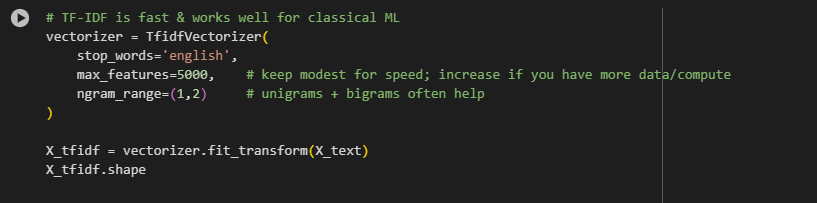 # TF-IDF is fast & works well for classical ML
vectorizer = TfidfVectorizer(
    stop_words='english',
    max_features=5000,    # keep modest for speed; increase if you have more data/compute
    ngram_range=(1,2)     # unigrams + bigrams often help
)
X_tfidf = vectorizer.fit_transform(X_text)
X_tfidf.shape